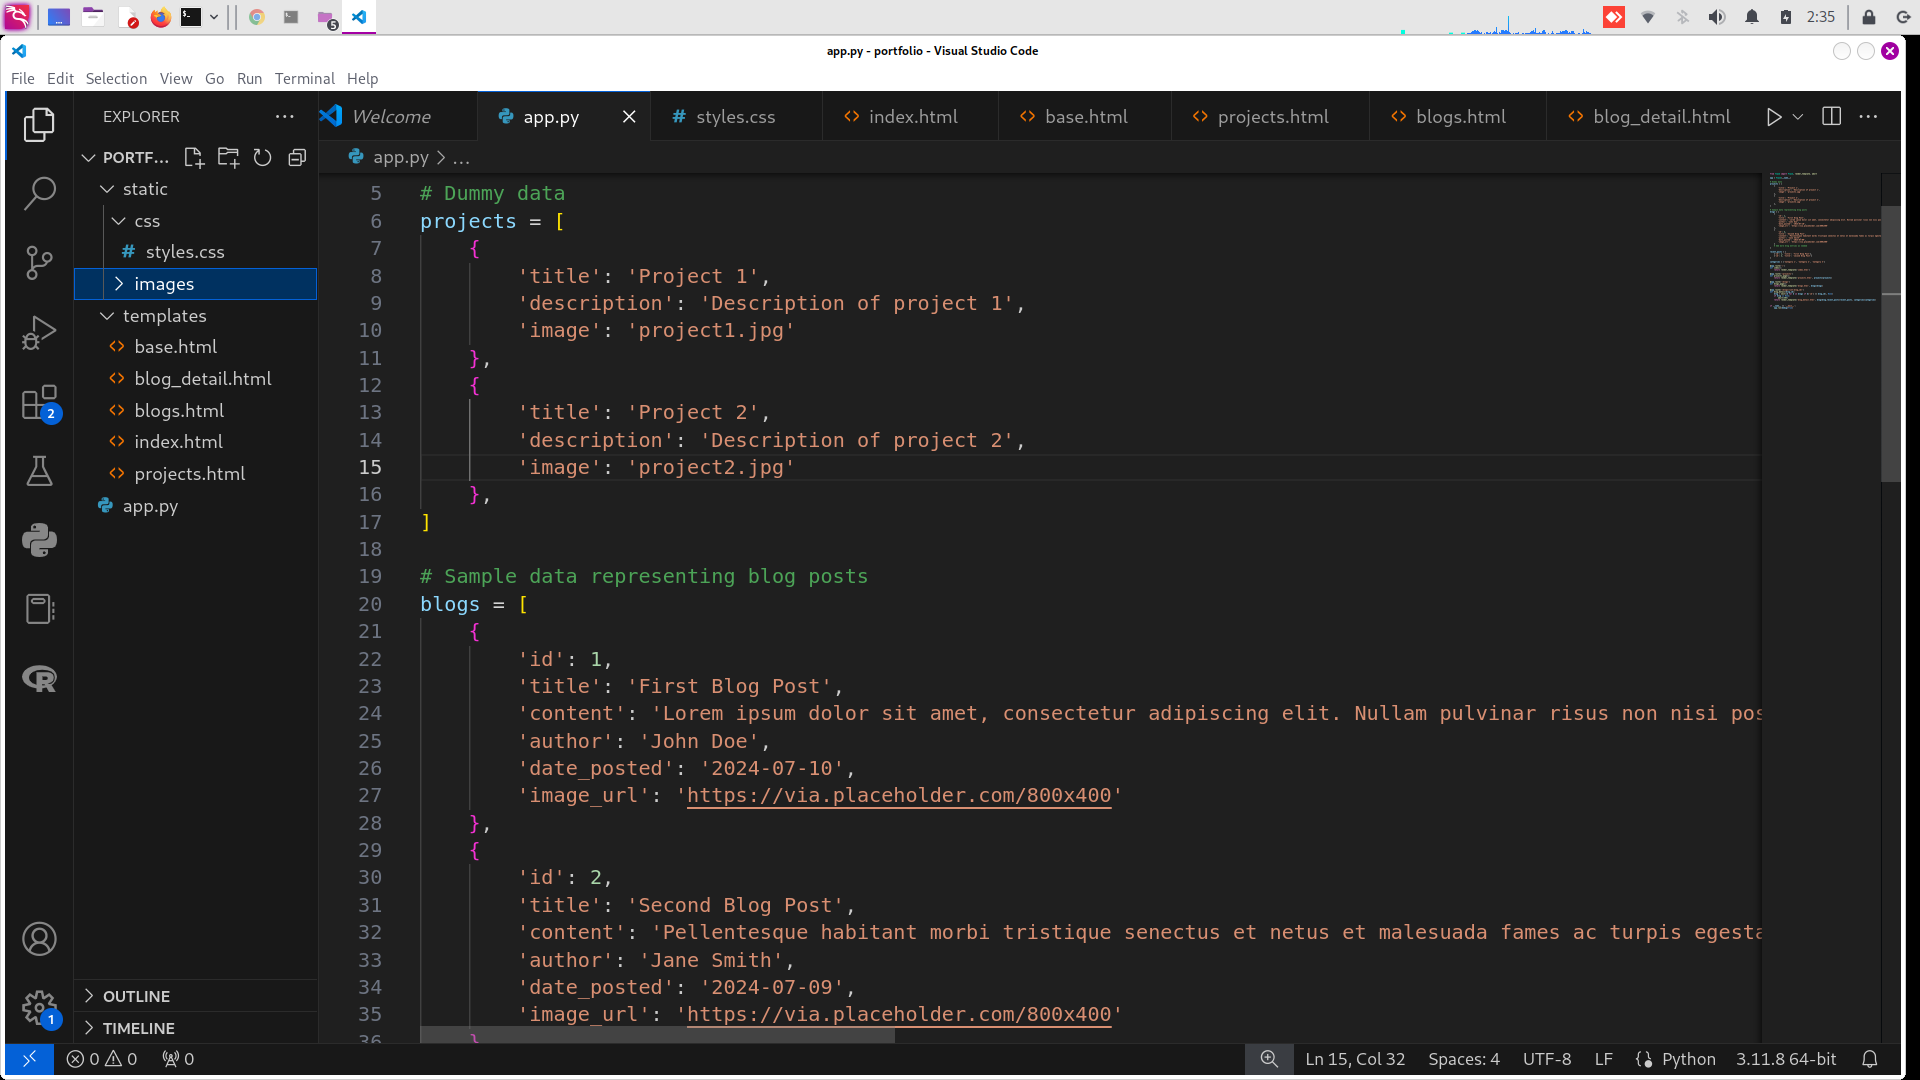 2:35
app.py - portfolio - Visual Studio Code
File Edit Selection View Go Run Terminal Help
EXPLORER
PORTF...
static
css
styles.css
images
templates
base.html
blog_detail.html
blogs.html
index.html
projects.html
app.py
OUTLINE
TIMELINE
5
2
1
Welcome
app.py
styles.css
index.html
base.html
projects.html
blogs.html
blog_detail.html
app.py > ...
5 # Dummy data
6 projects = [
7 {
8 'title': 'Project 1',
9 'description': 'Description of project 1',
10 'image': 'project1.jpg'
11 },
12 {
13 'title': 'Project 2',
14 'description': 'Description of project 2',
15 'image': 'project2.jpg'
16 },
17 ]
18
19 # Sample data representing blog posts
20 blogs = [
21 {
22 'id': 1,
23 'title': 'First Blog Post',
24 'content': 'Lorem ipsum dolor sit amet, consectetur adipiscing elit. Nullam pulvinar risus non nisi pos
25 'author': 'John Doe',
26 'date_posted': '2024-07-10',
27 'image_url': 'https://via.placeholder.com/800x400'
28 },
29 {
30 'id': 2,
31 'title': 'Second Blog Post',
32 'content': 'Pellentesque habitant morbi tristique senectus et netus et malesuada fames ac turpis egesta
33 'author': 'Jane Smith',
34 'date_posted': '2024-07-09',
35 'image_url': 'https://via.placeholder.com/800x400'
36 }
0 0 0
Ln 15, Col 32 Spaces: 4 UTF-8 LF Python 3.11.8 64-bit